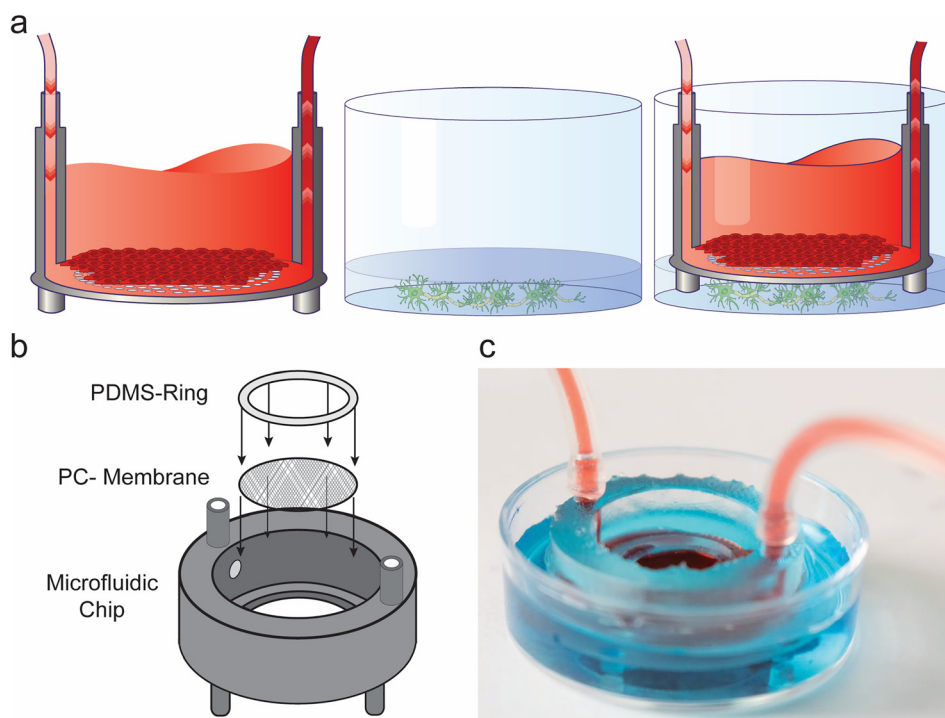 a
b
PDMS-Ring
PC- Membrane
Microfluidic
Chip
c